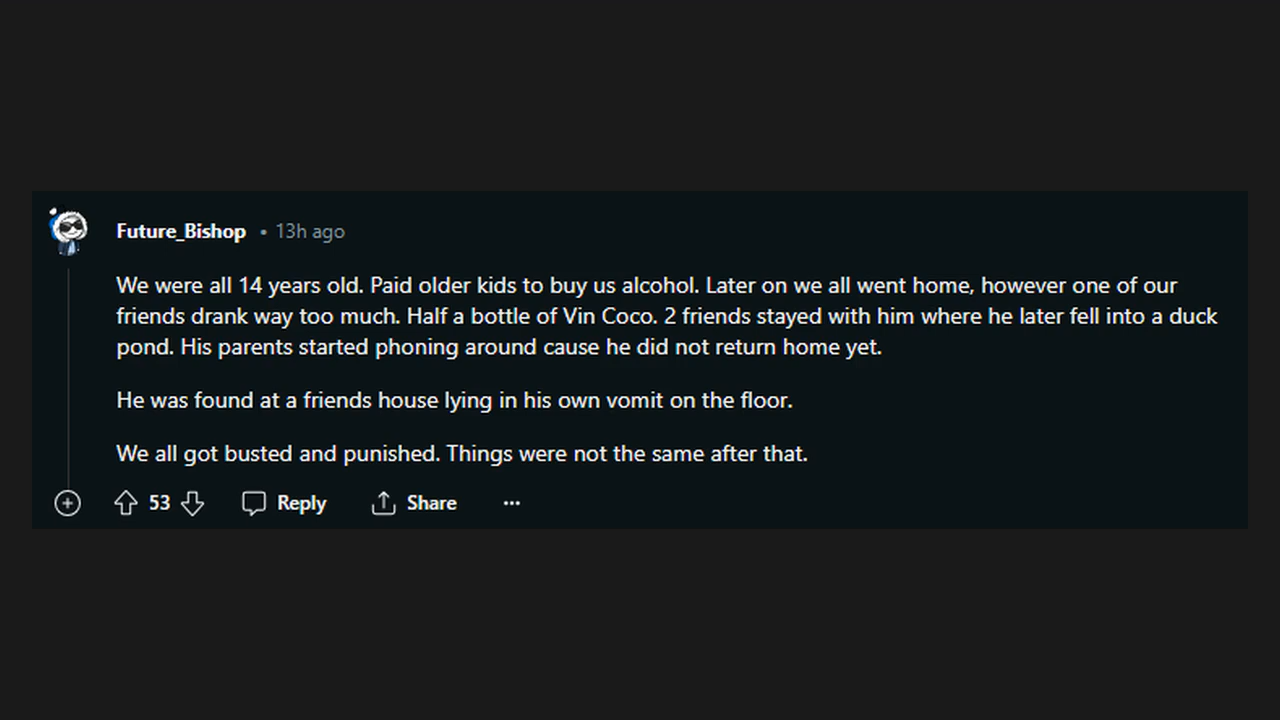 Future_Bishop • 13h ago
We were all 14 years old. Paid older kids to buy us alcohol. Later on we all went home, however one of our
friends drank way too much. Half a bottle of Vin Coco. 2 friends stayed with him where he later fell into a duck
pond. His parents started phoning around cause he did not return home yet.
He was found at a friends house lying in his own vomit on the floor.
We all got busted and punished. Things were not the same after that.
53 Reply Share ...